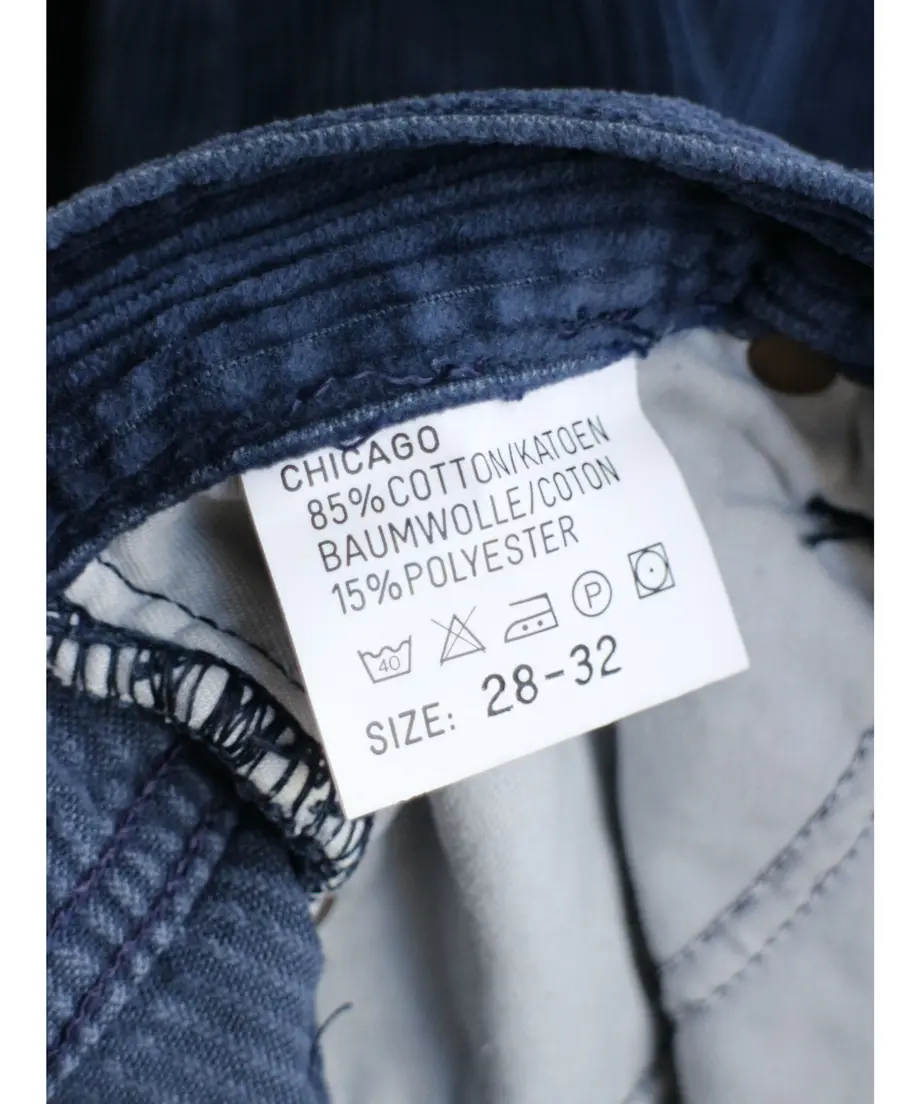 CHICAGO
85%COTTON/KATOEN
BAUMWOLLE/COTON
15%POLYESTER
40 P
SIZE: 28-32